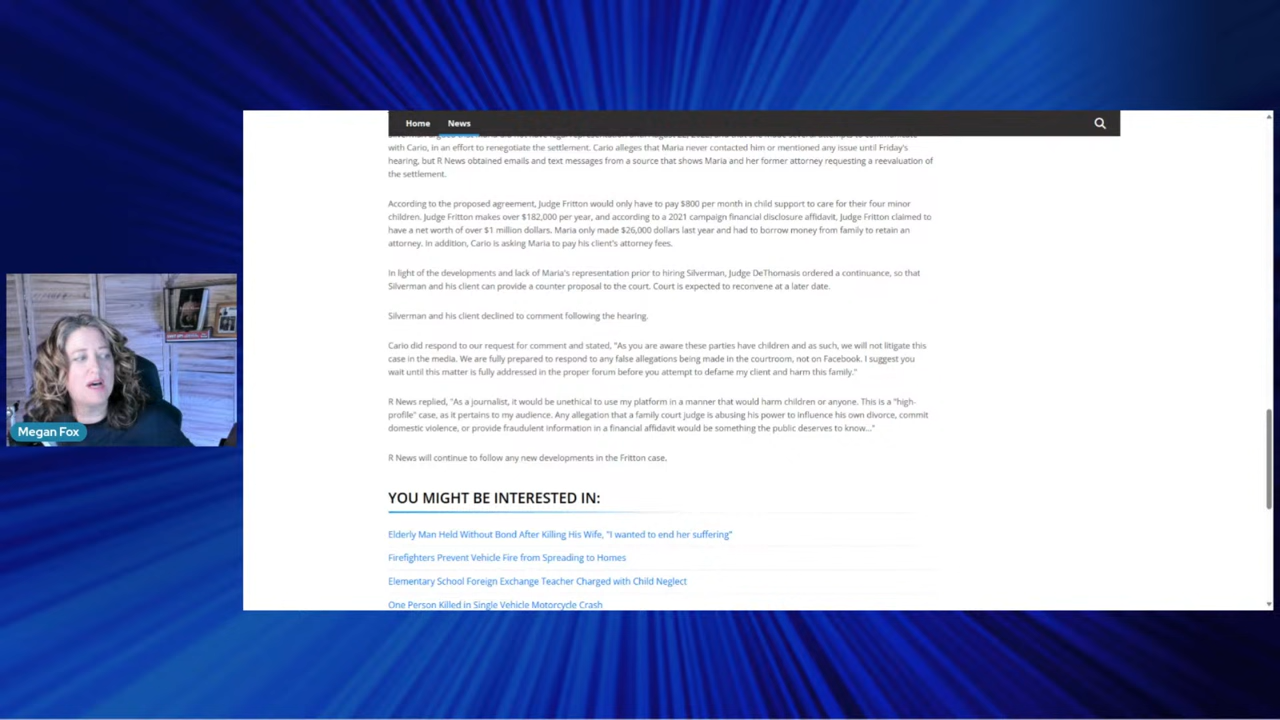 Home News
with Cario, in an effort to renegotiate the settlement. Cario alleges that Maria never contacted him or mentioned any issue until Friday's
hearing, but R News obtained emails and text messages from a source that shows Maria and her former attorney requesting a reevaluation of
the settlement.
According to the proposed agreement, Judge Fritton would only have to pay $800 per month in child support to care for their four minor
children. Judge Fritton makes over $182,000 per year, and according to a 2021 campaign financial disclosure affidavit, Judge Fritton claimed to
have a net worth of over $1 million dollars. Maria only made $26,000 dollars last year and had to borrow money from family to retain an
attorney. In addition, Cario is asking Maria to pay his client's attorney fees.
In light of the developments and lack of Maria's representation prior to hiring Silverman, Judge DeThomasis ordered a continuance, so that
Silverman and his client can provide a counter proposal to the court. Court is expected to reconvene at a later date.
Silverman and his client declined to comment following the hearing.
Cario did respond to our request for comment and stated, "As you are aware these parties have children and as such, we will not litigate this
case in the media. We are fully prepared to respond to any false allegations being made in the courtroom, not on Facebook. I suggest you
wait until this matter is fully addressed in the proper forum before you attempt to defame my client and harm this family."
R News replied, "As a journalist, it would be unethical to use my platform in a manner that would harm children or anyone. This is a "high-
profile" case, as it pertains to my audience. Any allegation that a family court judge is abusing his power to influence his own divorce, commit
domestic violence, or provide fraudulent information in a financial affidavit would be something the public deserves to know..."
R News will continue to follow any new developments in the Fritton case.
YOU MIGHT BE INTERESTED IN:
Elderly Man Held Without Bond After Killing His Wife, "I wanted to end her suffering"
Firefighters Prevent Vehicle Fire from Spreading to Homes
Elementary School Foreign Exchange Teacher Charged with Child Neglect
One Person Killed in Single Vehicle Motorcycle Crash
Megan Fox